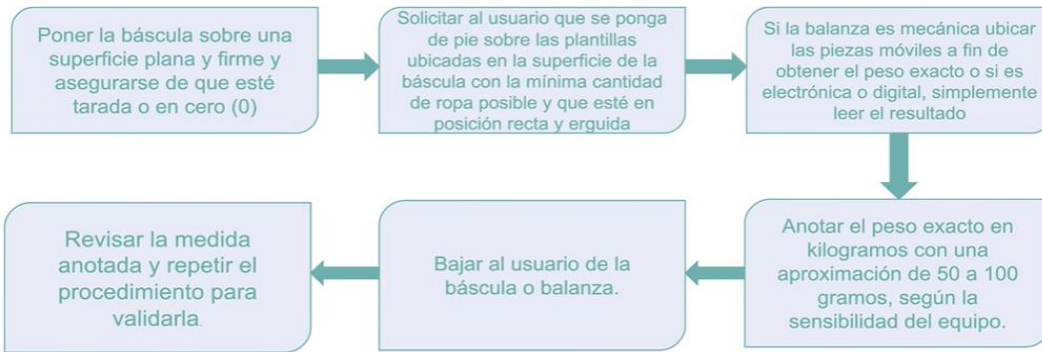 Poner la báscula sobre una
superficie plana y firme y
asegurarse de que esté
tarada o en cero (0)
Solicitar al usuario que se ponga
de pie sobre las plantillas
ubicadas en la superficie de la
báscula con la mínima cantidad
de ropa posible y que esté en
posición recta y erguida
Si la balanza es mecánica ubicar
las piezas móviles a fin de
obtener el peso exacto o si es
electrónica o digital, simplemente
leer el resultado
Anotar el peso exacto en
kilogramos con una
aproximación de 50 a 100
gramos, según la
sensibilidad del equipo.
Bajar al usuario de la
báscula o balanza.
Revisar la medida
anotada y repetir el
procedimiento para
validarla.